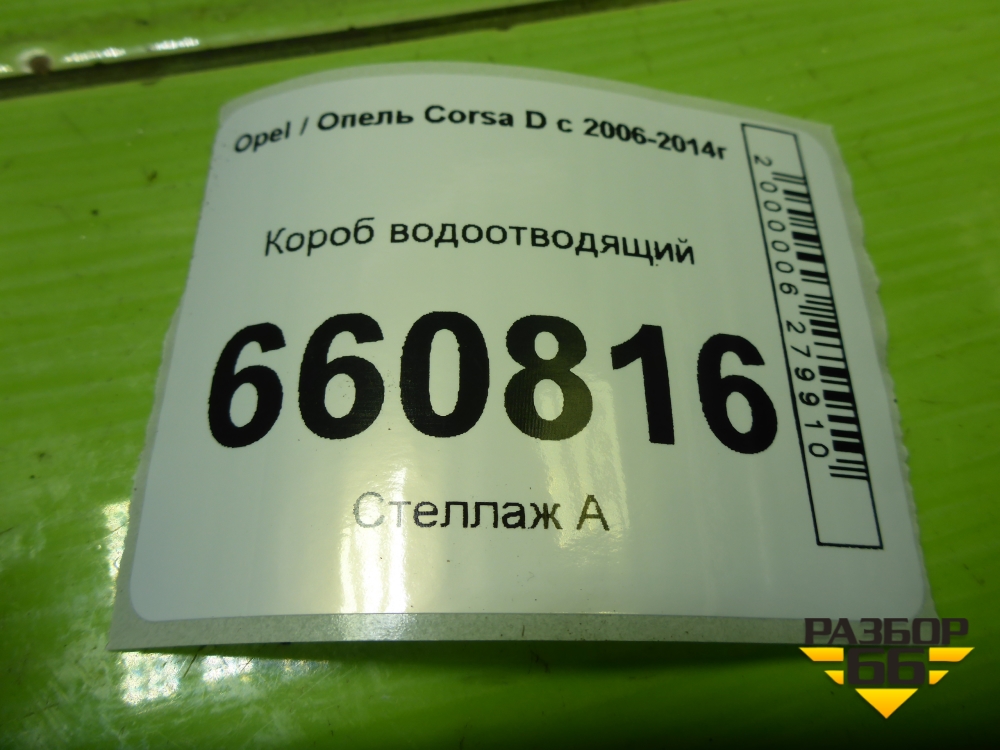 Opel / Опель Corsa D с 2006-2014г
Короб водоотводящий
660816
Стеллаж А
2000006279910
РАЗБОР
66